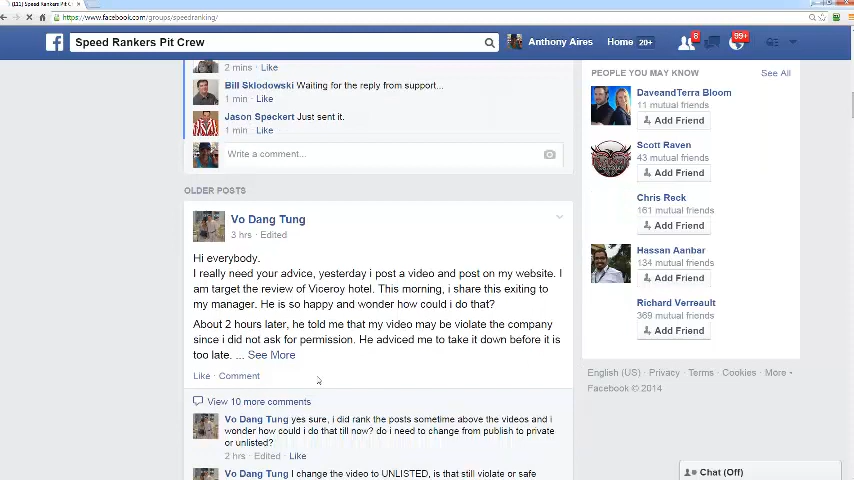 (111) Speed Rankers Pit Crew
https://www.facebook.com/groups/speedranking/
Speed Rankers Pit Crew
Anthony Aires
Home 20+
8
99+
2 mins · Like
Bill Sklodowski Waiting for the reply from support...
1 min · Like
Jason Speckert Just sent it.
1 min · Like
Write a comment...
OLDER POSTS
Vo Dang Tung
3 hrs · Edited
Hi everybody.
I really need your advice, yesterday i post a video and post on my website. I
am target the review of Viceroy hotel. This morning, i share this exiting to
my manager. He is so happy and wonder how could i do that?
About 2 hours later, he told me that my video may be violate the company
since i did not ask for permission. He adviced me to take it down before it is
too late. ... See More
Like · Comment
View 10 more comments
Vo Dang Tung yes sure, i did rank the posts sometime above the videos and i
wonder how could i do that till now? do i need to change from publish to private
or unlisted?
2 hrs · Edited · Like
Vo Dang Tung I change the video to UNLISTED, is that still violate or safe
PEOPLE YOU MAY KNOW
See All
DaveandTerra Bloom
11 mutual friends
Add Friend
Scott Raven
43 mutual friends
Add Friend
Chris Reck
161 mutual friends
Add Friend
Hassan Aanbar
134 mutual friends
Add Friend
Richard Verreault
369 mutual friends
Add Friend
English (US) · Privacy · Terms · Cookies · More
Facebook © 2014
Chat (Off)